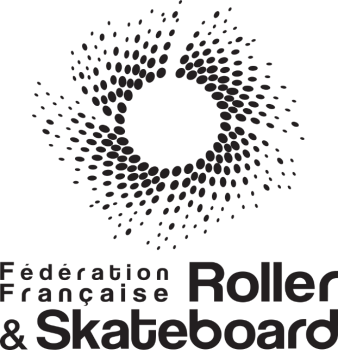 Fédération
Française Roller
& Skateboard